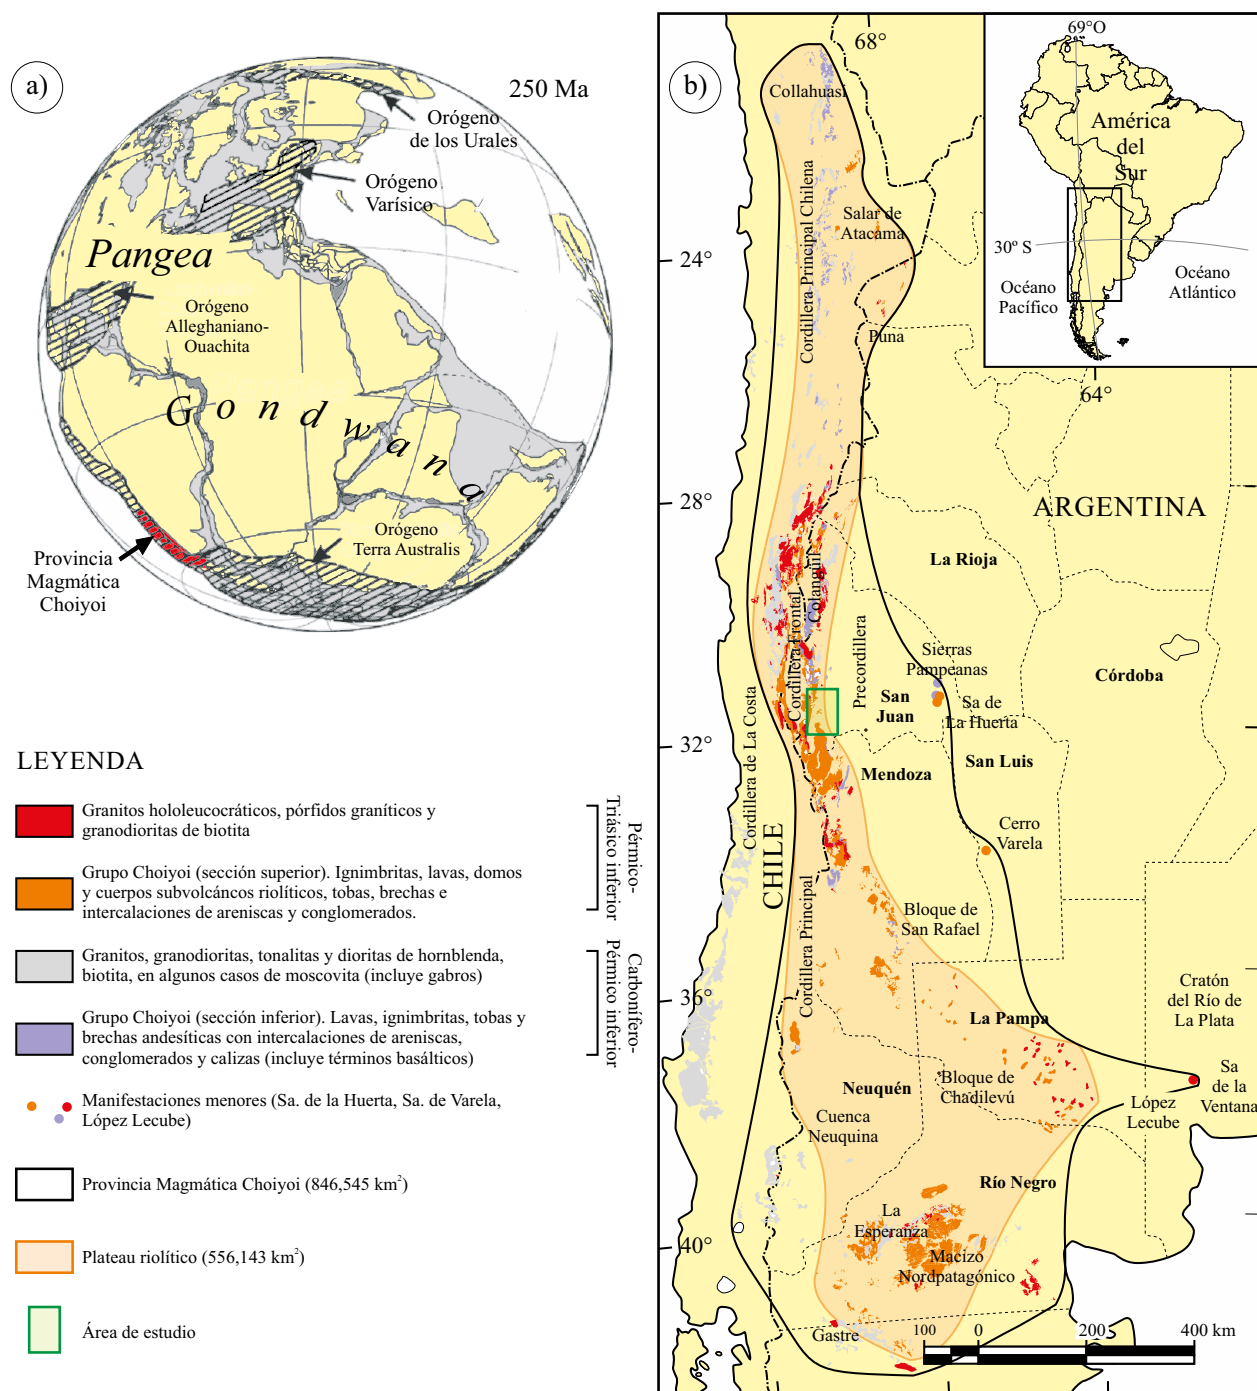 a)
250 Ma
Orógeno
de los Urales
Orógeno
Varísico
Pangea
Orógeno
Alleghaniano-
Ouachita
Gondwana
Orógeno
Terra Australis
Provincia
Magmática
Choiyoi
LEYENDA
Granitos hololeucocráticos, pórfidos graníticos y
granodioritas de biotita
Grupo Choiyoi (sección superior). Ignimbritas, lavas, domos
y cuerpos subvolcáncos riolíticos, tobas, brechas e
intercalaciones de areniscas y conglomerados.
Pérmico-
Triásico inferior
Granitos, granodioritas, tonalitas y dioritas de hornblenda,
biotita, en algunos casos de moscovita (incluye gabros)
Grupo Choiyoi (sección inferior). Lavas, ignimbritas, tobas y
brechas andesíticas con intercalaciones de areniscas,
conglomerados y calizas (incluye términos basálticos)
Carbonífero-
Pérmico inferior
Manifestaciones menores (Sa. de la Huerta, Sa. de Varela,
López Lecube)
Provincia Magmática Choiyoi (846,545 km²)
Plateau riolítico (556,143 km²)
Área de estudio
b)
68°
69°O
América
del
Sur
30° S
Océano
Pacífico
Océano
Atlántico
64°
Collahuasi
Cordillera Principal Chilena
Salar de
Atacama
24°
Puna
28°
ARGENTINA
La Rioja
Colangüil
Cordillera Frontal
Precordillera
Sierras
Pampeanas
Córdoba
San
Juan
Sa de
La Huerta
Cordillera de La Costa
32°
Mendoza
San Luis
CHILE
Cerro
Varela
Cordillera Principal
Bloque de
San Rafael
36°
Cratón
del Río de
La Plata
La Pampa
Neuquén
Bloque de
Chadilevú
Sa
de la
Ventana
López
Lecube
Cuenca
Neuquina
Río Negro
La
Esperanza
40°
Macizo
Nordpatagónico
Gastre
100 0 200 400 km